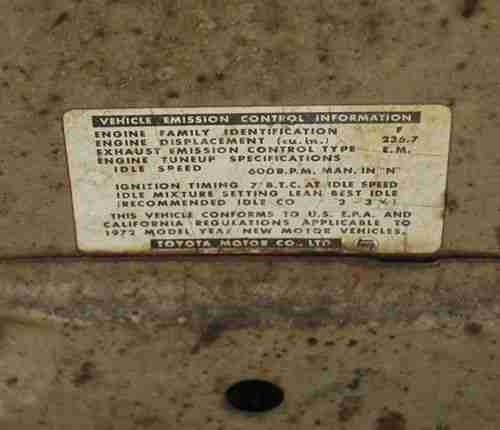 VEHICLE EMISSION CONTROL INFORMATION
ENGINE FAMILY IDENTIFICATION F
ENGINE DISPLACEMENT (cu.in.) 236.7
EXHAUST EMISSION CONTROL TYPE E.M.
ENGINE TUNEUP SPECIFICATIONS
IDLE SPEED 600R.P.M. MAN. IN "N"
IGNITION TIMING 7° B.T.C. AT IDLE SPEED
IDLE MIXTURE SETTING LEAN BEST IDLE
(RECOMMENDED IDLE CO 2 - 3 %)
THIS VEHICLE CONFORMS TO U.S. E.P.A. AND
CALIFORNIA REGULATIONS APPLICABLE TO
1972 MODEL YEAR NEW MOTOR VEHICLES.
TOYOTA MOTOR CO., LTD.